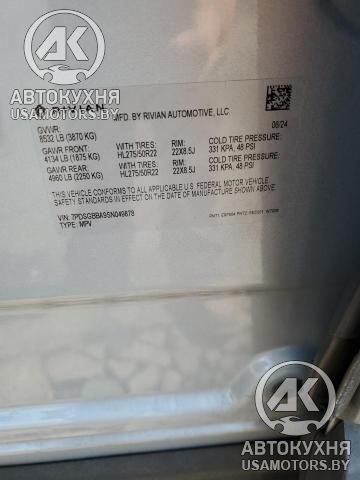 АВТОКУХНЯ
USAMOTORS.BY
RIVIAN
MFD. BY RIVIAN AUTOMOTIVE, LLC.
GVWR:
8532 LB (3870 KG)
06/24
GAWR FRONT: WITH TIRES: RIM: COLD TIRE PRESSURE:
4134 LB (1875 KG) HL275/50R22 22X8.5J 331 KPA, 48 PSI
GAWR REAR: WITH TIRES: RIM: COLD TIRE PRESSURE:
4960 LB (2250 KG) HL275/50R22 22X8.5J 331 KPA, 48 PSI
THIS VEHICLE CONFORMS TO ALL APPLICABLE U.S. FEDERAL MOTOR VEHICLE
SAFETY STANDARDS IN EFFECT ON THE DATE OF MANUFACTURE SHOWN ABOVE.
VIN: 7PDSGBBA9SN049878
TYPE: MPV
АВТОКУХНЯ
USAMOTORS.BY